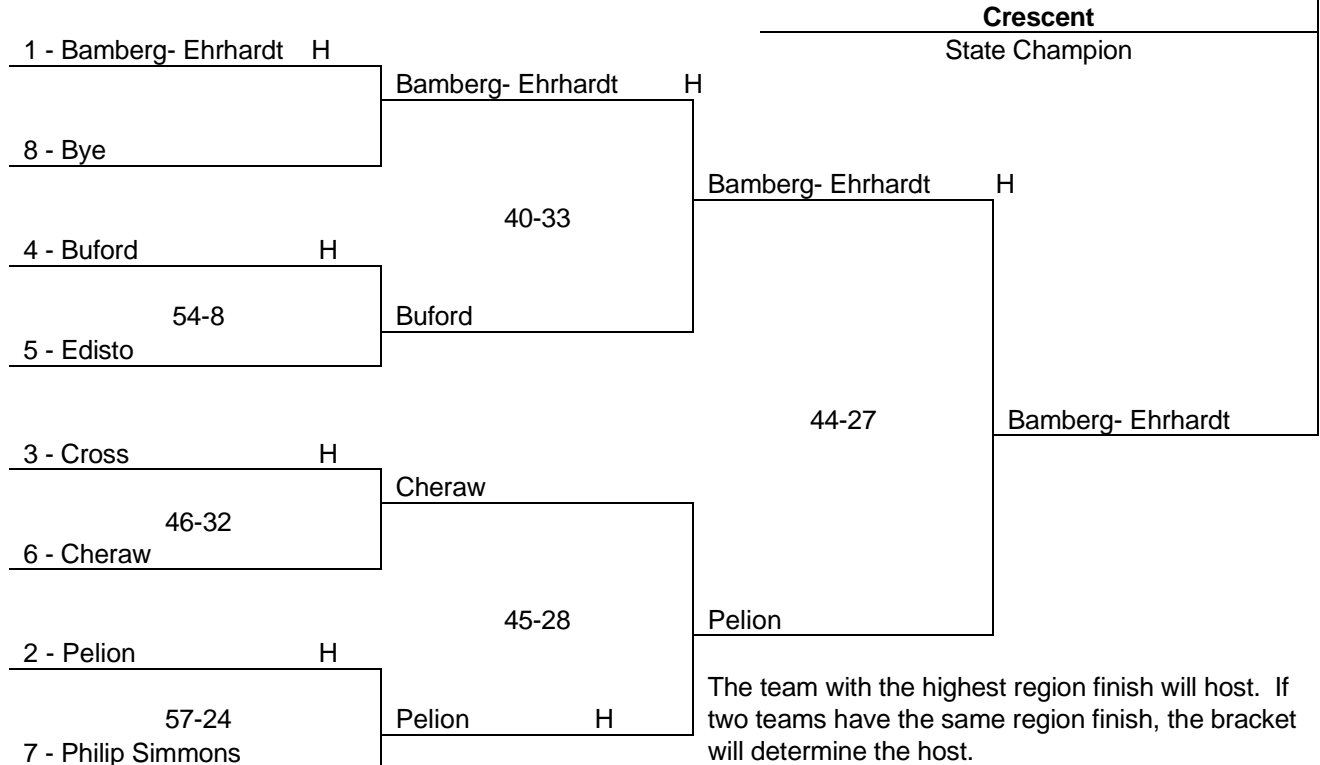 Crescent
State Champion
1 - Bamberg- Ehrhardt H
Bamberg- Ehrhardt H
8 - Bye
Bamberg- Ehrhardt H
40-33
4 - Buford H
54-8
Buford
5 - Edisto
44-27
Bamberg- Ehrhardt
3 - Cross H
Cheraw
46-32
6 - Cheraw
45-28
Pelion
2 - Pelion H
The team with the highest region finish will host. If
57-24
Pelion H
two teams have the same region finish, the bracket
7 - Philip Simmons
will determine the host.